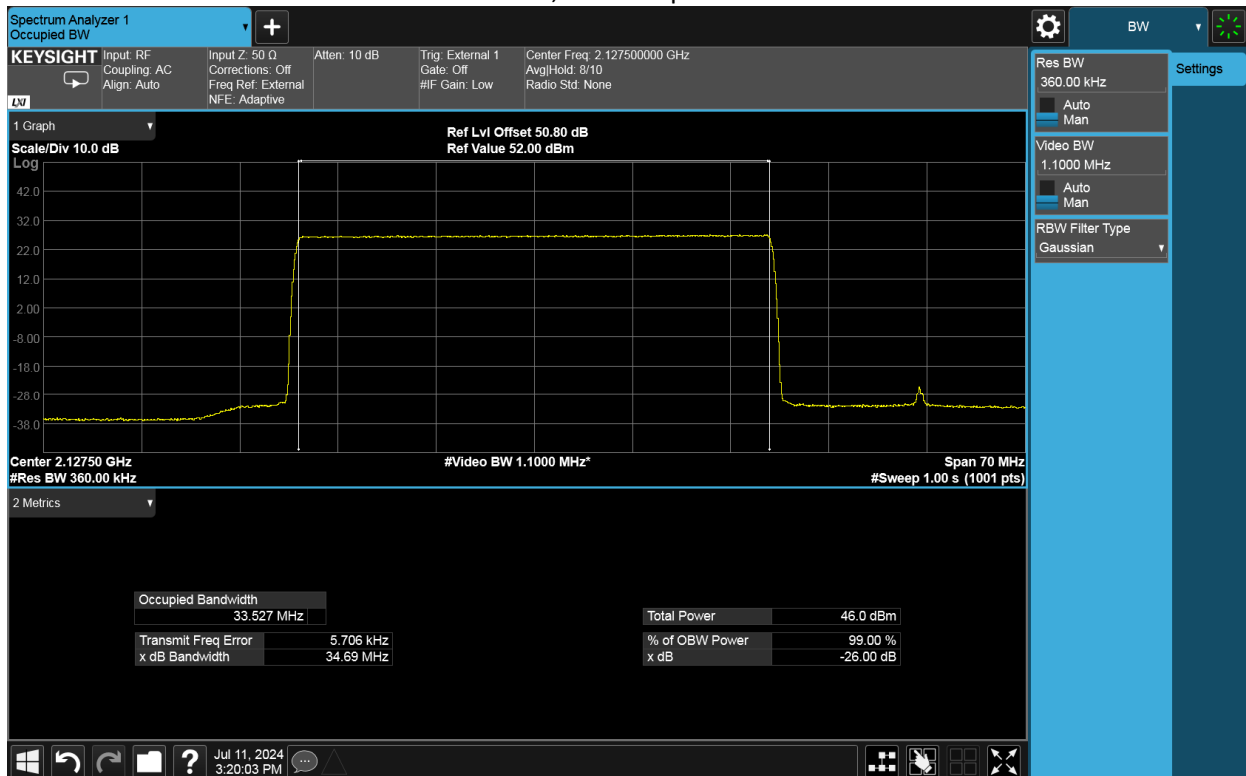 Spectrum Analyzer 1
Occupied BW
+
BW
KEYSIGHT
LXI
Input: RF
Coupling: AC
Align: Auto
Input Z: 50 Ω
Corrections: Off
Freq Ref: External
NFE: Adaptive
Atten: 10 dB
Trig: External 1
Gate: Off
#IF Gain: Low
Center Freq: 2.127500000 GHz
Avg|Hold: 8/10
Radio Std: None
Res BW
360.00 kHz
Auto
Man
Settings
Video BW
1.1000 MHz
Auto
Man
RBW Filter Type
Gaussian
1 Graph
Scale/Div 10.0 dB
Log
Ref Lvl Offset 50.80 dB
Ref Value 52.00 dBm
42.0
32.0
22.0
12.0
2.00
-8.00
-18.0
-28.0
-38.0
Center 2.12750 GHz
#Res BW 360.00 kHz
#Video BW 1.1000 MHz*
Span 70 MHz
#Sweep 1.00 s (1001 pts)
2 Metrics
Occupied Bandwidth
33.527 MHz
Transmit Freq Error 5.706 kHz
x dB Bandwidth 34.69 MHz
Total Power 46.0 dBm
% of OBW Power 99.00 %
x dB -26.00 dB
?
Jul 11, 2024
3:20:03 PM